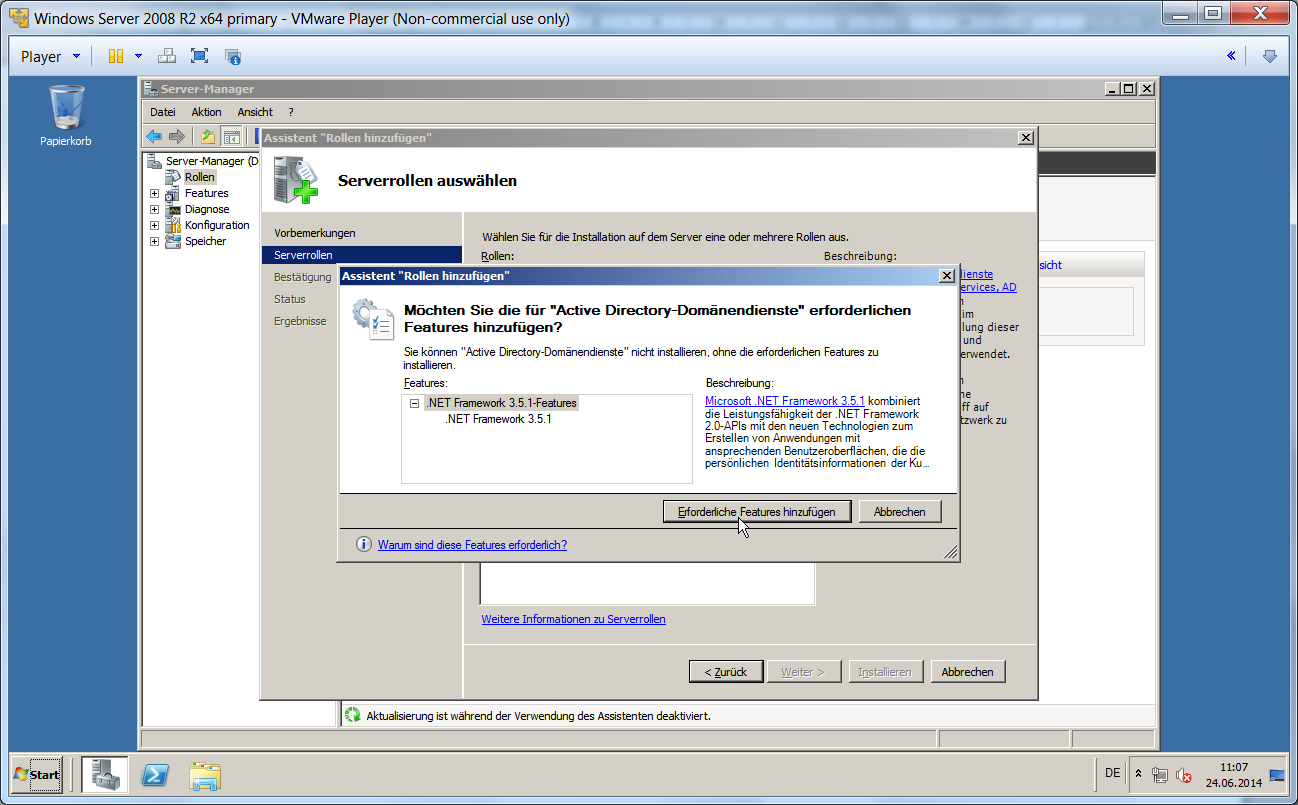 Windows Server 2008 R2 x64 primary - VMware Player (Non-commercial use only)
Player
Papierkorb
Server-Manager
Datei Aktion Ansicht ?
Server-Manager (D
Rollen
Features
Diagnose
Konfiguration
Speicher
Assistent "Rollen hinzufügen"
Serverrollen auswählen
Vorbemerkungen
Serverrollen
Bestätigung
Status
Ergebnisse
Wählen Sie für die Installation auf dem Server eine oder mehrere Rollen aus.
Rollen:
Beschreibung:
sicht
ienste
ervices, AD
im
lung dieser
und
erwendet.
ne
ff auf
tzwerk zu
Assistent "Rollen hinzufügen"
Möchten Sie die für "Active Directory-Domänendienste" erforderlichen
Features hinzufügen?
Sie können "Active Directory-Domänendienste" nicht installieren, ohne die erforderlichen Features zu
installieren.
Features:
.NET Framework 3.5.1-Features
.NET Framework 3.5.1
Beschreibung:
Microsoft .NET Framework 3.5.1 kombiniert
die Leistungsfähigkeit der .NET Framework
2.0-APIs mit den neuen Technologien zum
Erstellen von Anwendungen mit
ansprechenden Benutzeroberflächen, die die
persönlichen Identitätsinformationen der Ku...
Erforderliche Features hinzufügen
Abbrechen
Warum sind diese Features erforderlich?
Weitere Informationen zu Serverrollen
< Zurück
Weiter >
Installieren
Abbrechen
Aktualisierung ist während der Verwendung des Assistenten deaktiviert.
Start
DE
11:07
24.06.2014